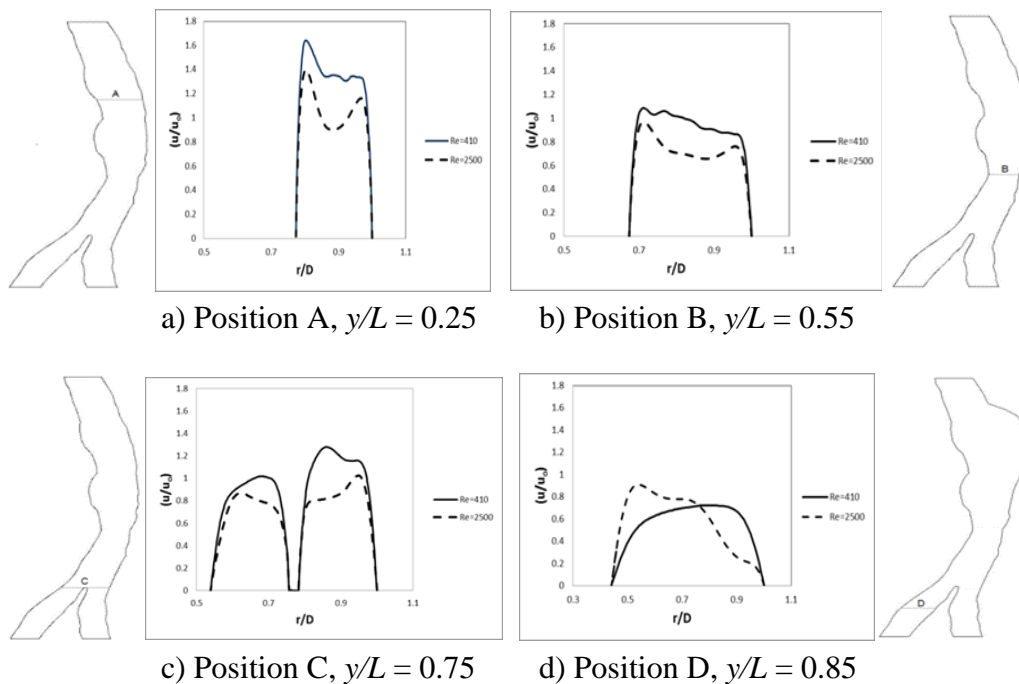 A
1.8
1.6
1.4
1.2
1
0.8
0.6
0.4
0.2
0
(u/uo)
0.5 0.7 0.9 1.1
r/D
Re=410
Re=2500
1.8
1.6
1.4
1.2
1
0.8
0.6
0.4
0.2
0
(u/uo)
0.5 0.7 0.9 1.1
r/D
Re=410
Re=2500
B
a) Position A, y/L = 0.25
b) Position B, y/L = 0.55
C
1.8
1.6
1.4
1.2
1
0.8
0.6
0.4
0.2
0
(u/uo)
0.5 0.7 0.9 1.1
r/D
Re=410
Re=2500
1.8
1.6
1.4
1.2
1
0.8
0.6
0.4
0.2
0
(u/uo)
0.3 0.5 0.7 0.9 1.1
r/D
Re=410
Re=2500
D
c) Position C, y/L = 0.75
d) Position D, y/L = 0.85